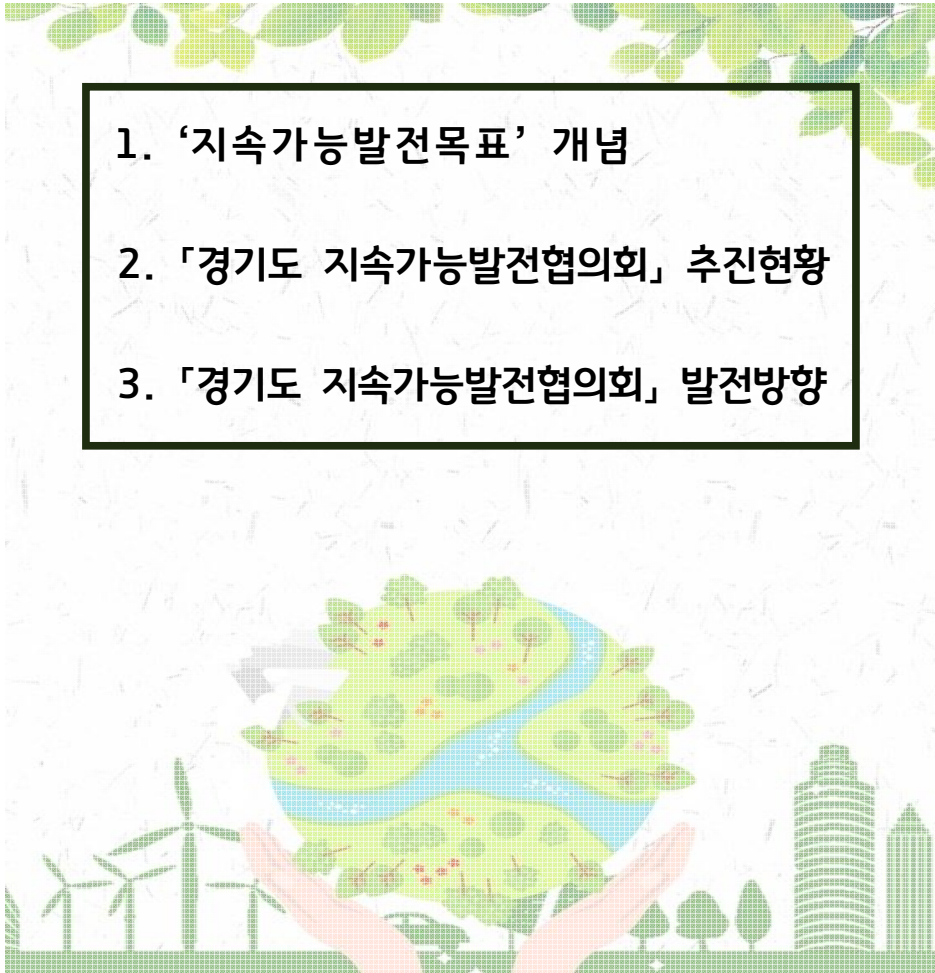 1. ‘지속가능발전목표’ 개념
2. 「경기도 지속가능발전협의회」 추진현황
3. 「경기도 지속가능발전협의회」 발전방향